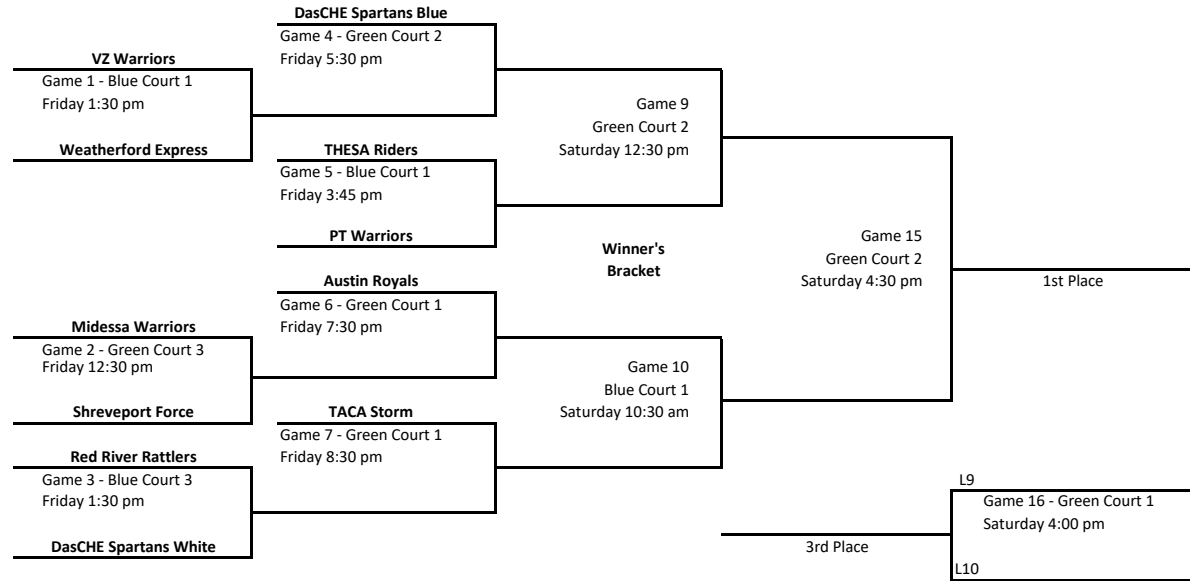 DasCHE Spartans Blue
Game 4 - Green Court 2
Friday 5:30 pm
VZ Warriors
Game 1 - Blue Court 1
Friday 1:30 pm
Weatherford Express
THESA Riders
Game 5 - Blue Court 1
Friday 3:45 pm
PT Warriors
Game 9
Green Court 2
Saturday 12:30 pm
Winner's
Bracket
Game 15
Green Court 2
Saturday 4:30 pm
1st Place
Austin Royals
Game 6 - Green Court 1
Friday 7:30 pm
Midessa Warriors
Game 2 - Green Court 3
Friday 12:30 pm
Shreveport Force
Game 10
Blue Court 1
Saturday 10:30 am
TACA Storm
Game 7 - Green Court 1
Friday 8:30 pm
Red River Rattlers
Game 3 - Blue Court 3
Friday 1:30 pm
DasCHE Spartans White
L9
Game 16 - Green Court 1
Saturday 4:00 pm
3rd Place
L10